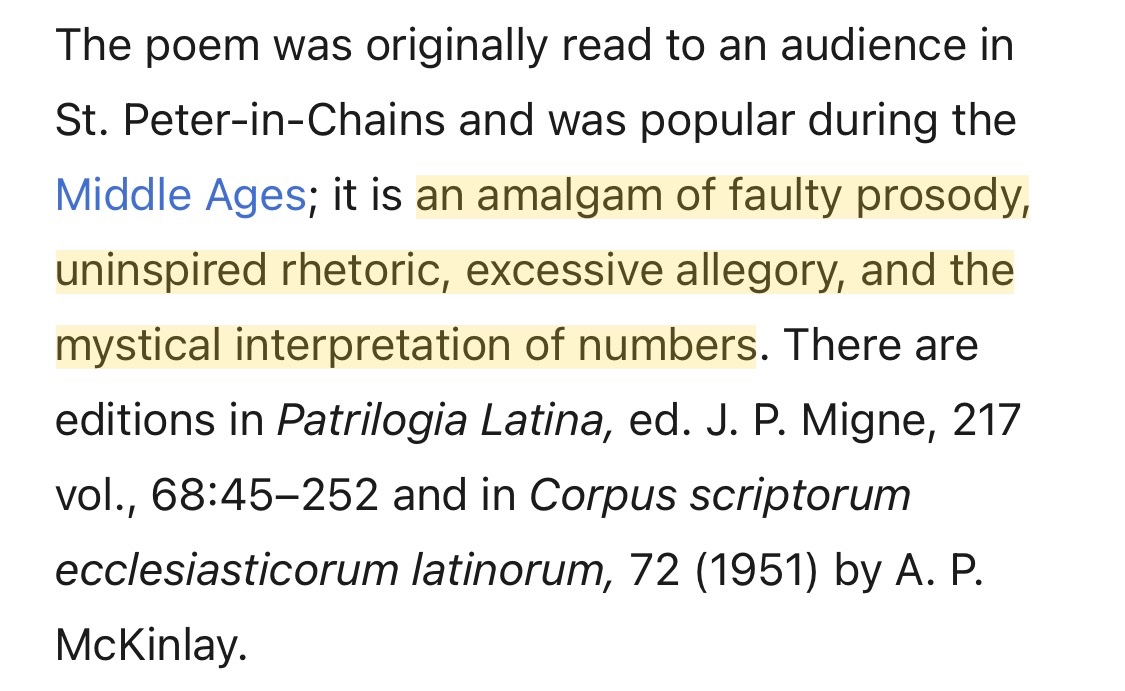 The poem was originally read to an audience in
St. Peter-in-Chains and was popular during the
Middle Ages; it is an amalgam of faulty prosody,
uninspired rhetoric, excessive allegory, and the
mystical interpretation of numbers. There are
editions in Patrilogia Latina, ed. J. P. Migne, 217
vol., 68:45–252 and in Corpus scriptorum
ecclesiasticorum latinorum, 72 (1951) by A. P.
McKinlay.